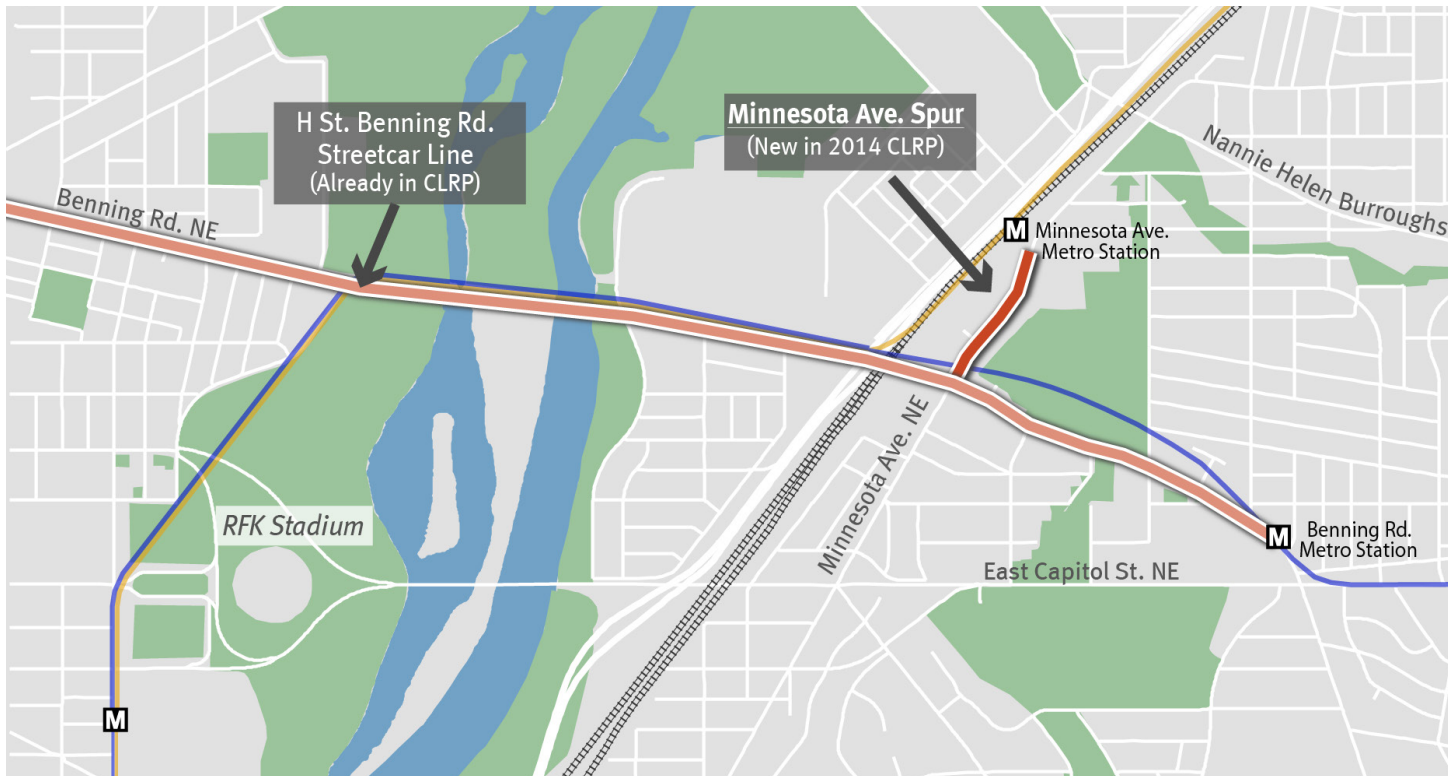 H St. Benning Rd.
Streetcar Line
(Already in CLRP)
Minnesota Ave. Spur
(New in 2014 CLRP)
Nannie Helen Burroughs
Benning Rd. NE
M
Minnesota Ave.
Metro Station
Minnesota Ave. NE
RFK Stadium
M
Benning Rd.
Metro Station
East Capitol St. NE
M